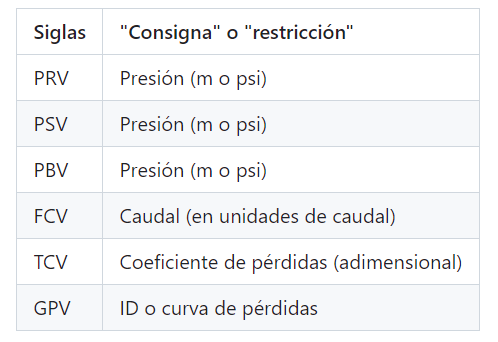 Siglas "Consigna" o "restricción"
PRV Presión (m o psi)
PSV Presión (m o psi)
PBV Presión (m o psi)
FCV Caudal (en unidades de caudal)
TCV Coeficiente de pérdidas (adimensional)
GPV ID o curva de pérdidas